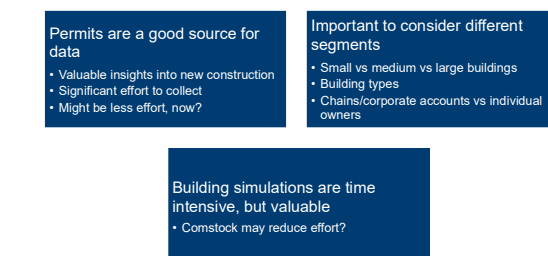 Permits are a good source for
data
• Valuable insights into new construction
• Significant effort to collect
• Might be less effort, now?
Important to consider different
segments
• Small vs medium vs large buildings
• Building types
• Chains/corporate accounts vs individual
owners
Building simulations are time
intensive, but valuable
• Comstock may reduce effort?